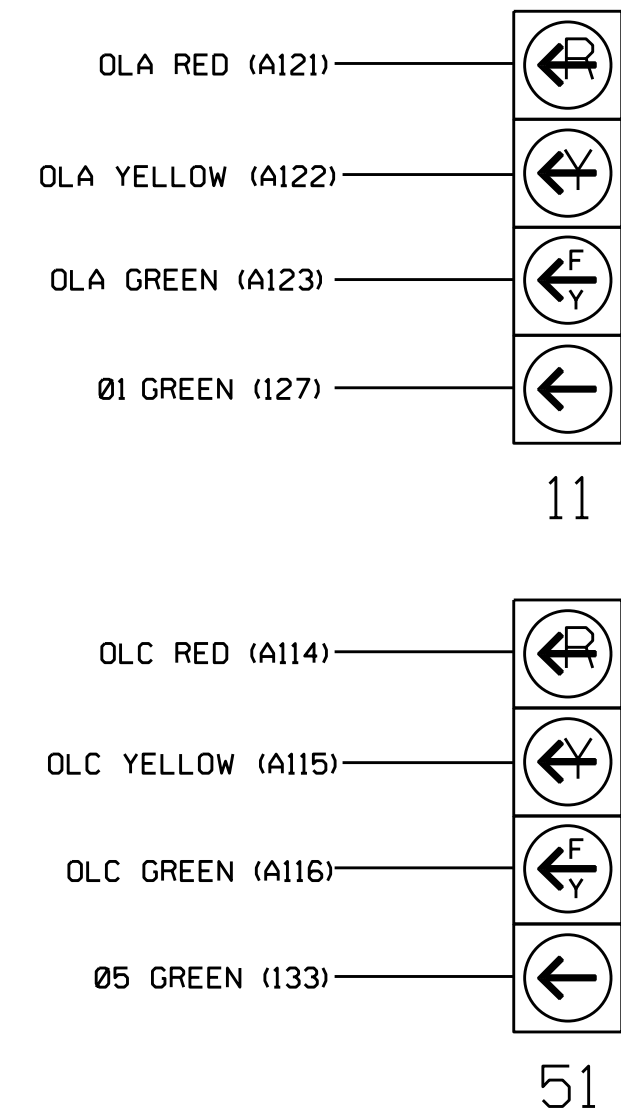 OLA RED (A121)
R
OLA YELLOW (A122)
Y
OLA GREEN (A123)
F
Y
Ø1 GREEN (127)
11
OLC RED (A114)
R
OLC YELLOW (A115)
Y
OLC GREEN (A116)
F
Y
Ø5 GREEN (133)
51